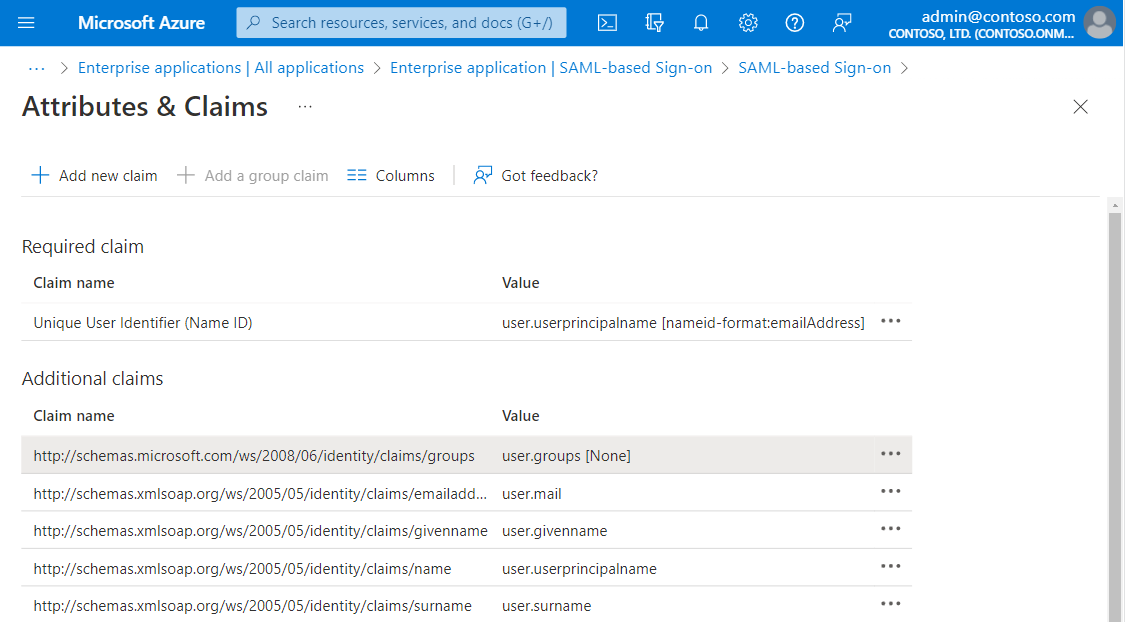 Microsoft Azure
Search resources, services, and docs (G+/)
admin@contoso.com
CONTOSO, LTD. (CONTOSO.ONM...
... > Enterprise applications | All applications > Enterprise application | SAML-based Sign-on > SAML-based Sign-on >
Attributes & Claims ...
Add new claim Add a group claim Columns Got feedback?
Required claim
Claim name Value
Unique User Identifier (Name ID) user.userprincipalname [nameid-format:emailAddress] ...
Additional claims
Claim name Value
http://schemas.microsoft.com/ws/2008/06/identity/claims/groups user.groups [None] ...
http://schemas.xmlsoap.org/ws/2005/05/identity/claims/emailadd... user.mail ...
http://schemas.xmlsoap.org/ws/2005/05/identity/claims/givenname user.givenname ...
http://schemas.xmlsoap.org/ws/2005/05/identity/claims/name user.userprincipalname ...
http://schemas.xmlsoap.org/ws/2005/05/identity/claims/surname user.surname ...